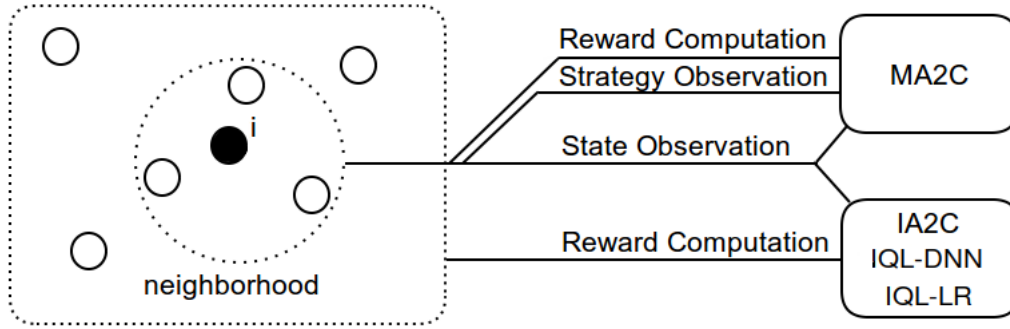 i
neighborhood
Reward Computation
Strategy Observation
State Observation
Reward Computation
MA2C
IA2C
IQL-DNN
IQL-LR